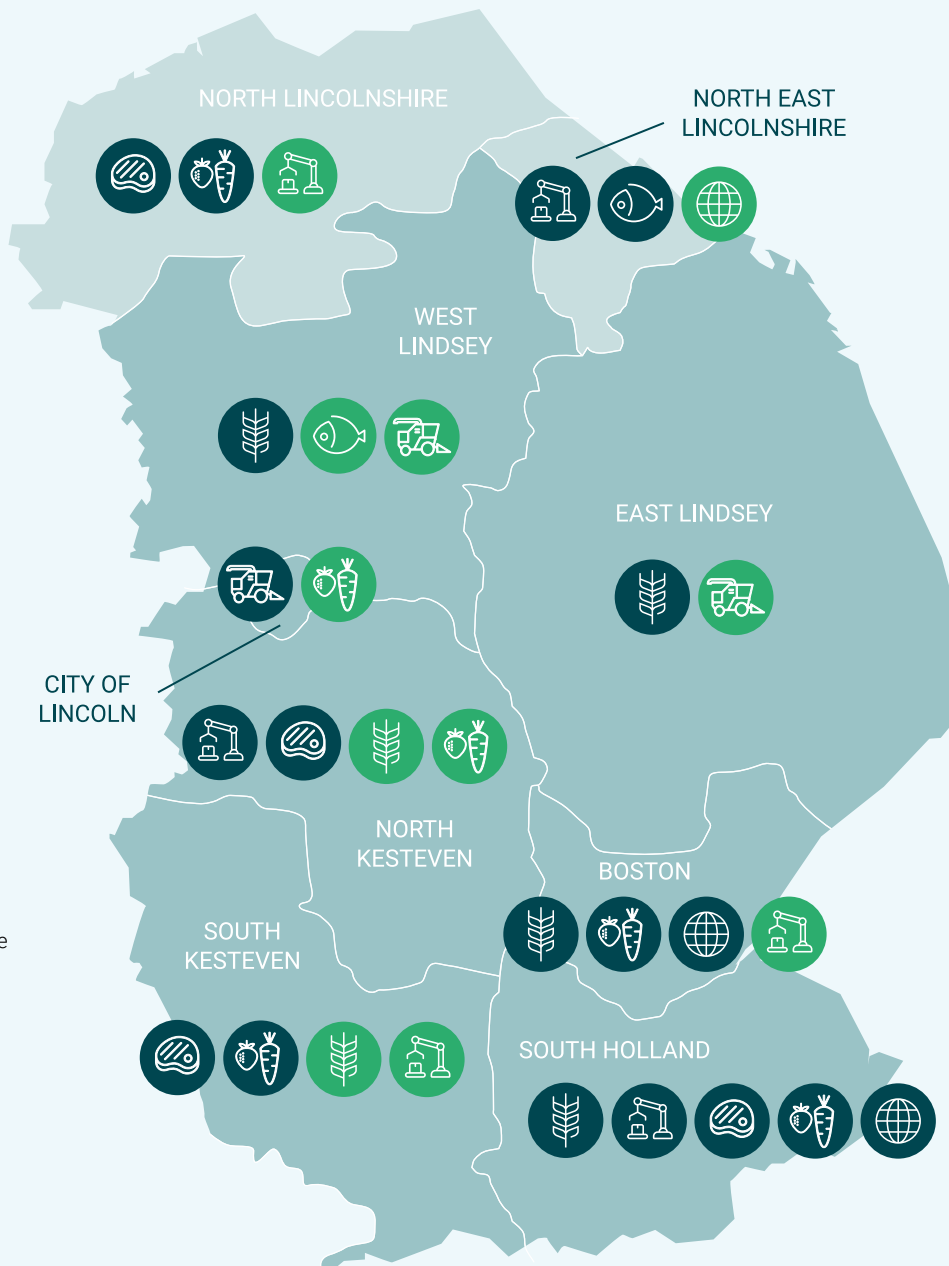 NORTH LINCOLNSHIRE
NORTH EAST
LINCOLNSHIRE
WEST
LINDSEY
EAST LINDSEY
CITY OF
LINCOLN
NORTH
KESTEVEN
BOSTON
SOUTH
KESTEVEN
e
SOUTH HOLLAND